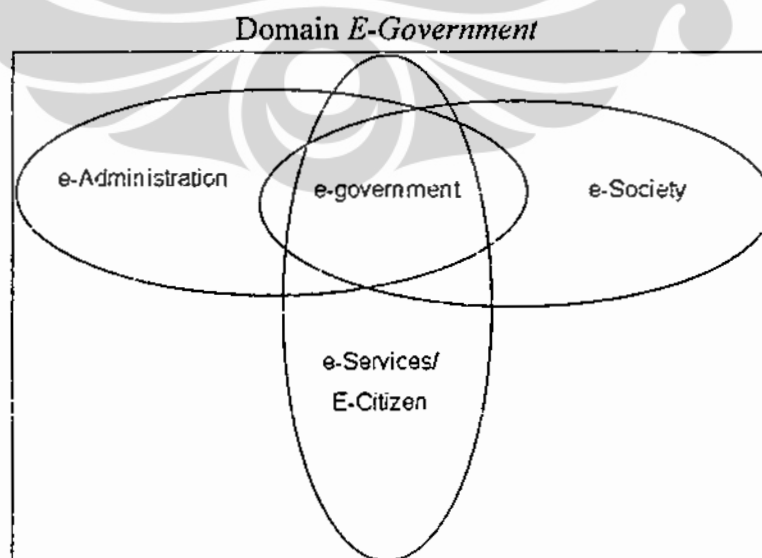 Domain E-Government
e-Administration
e-government
e-Society
e-Services/
E-Citizen